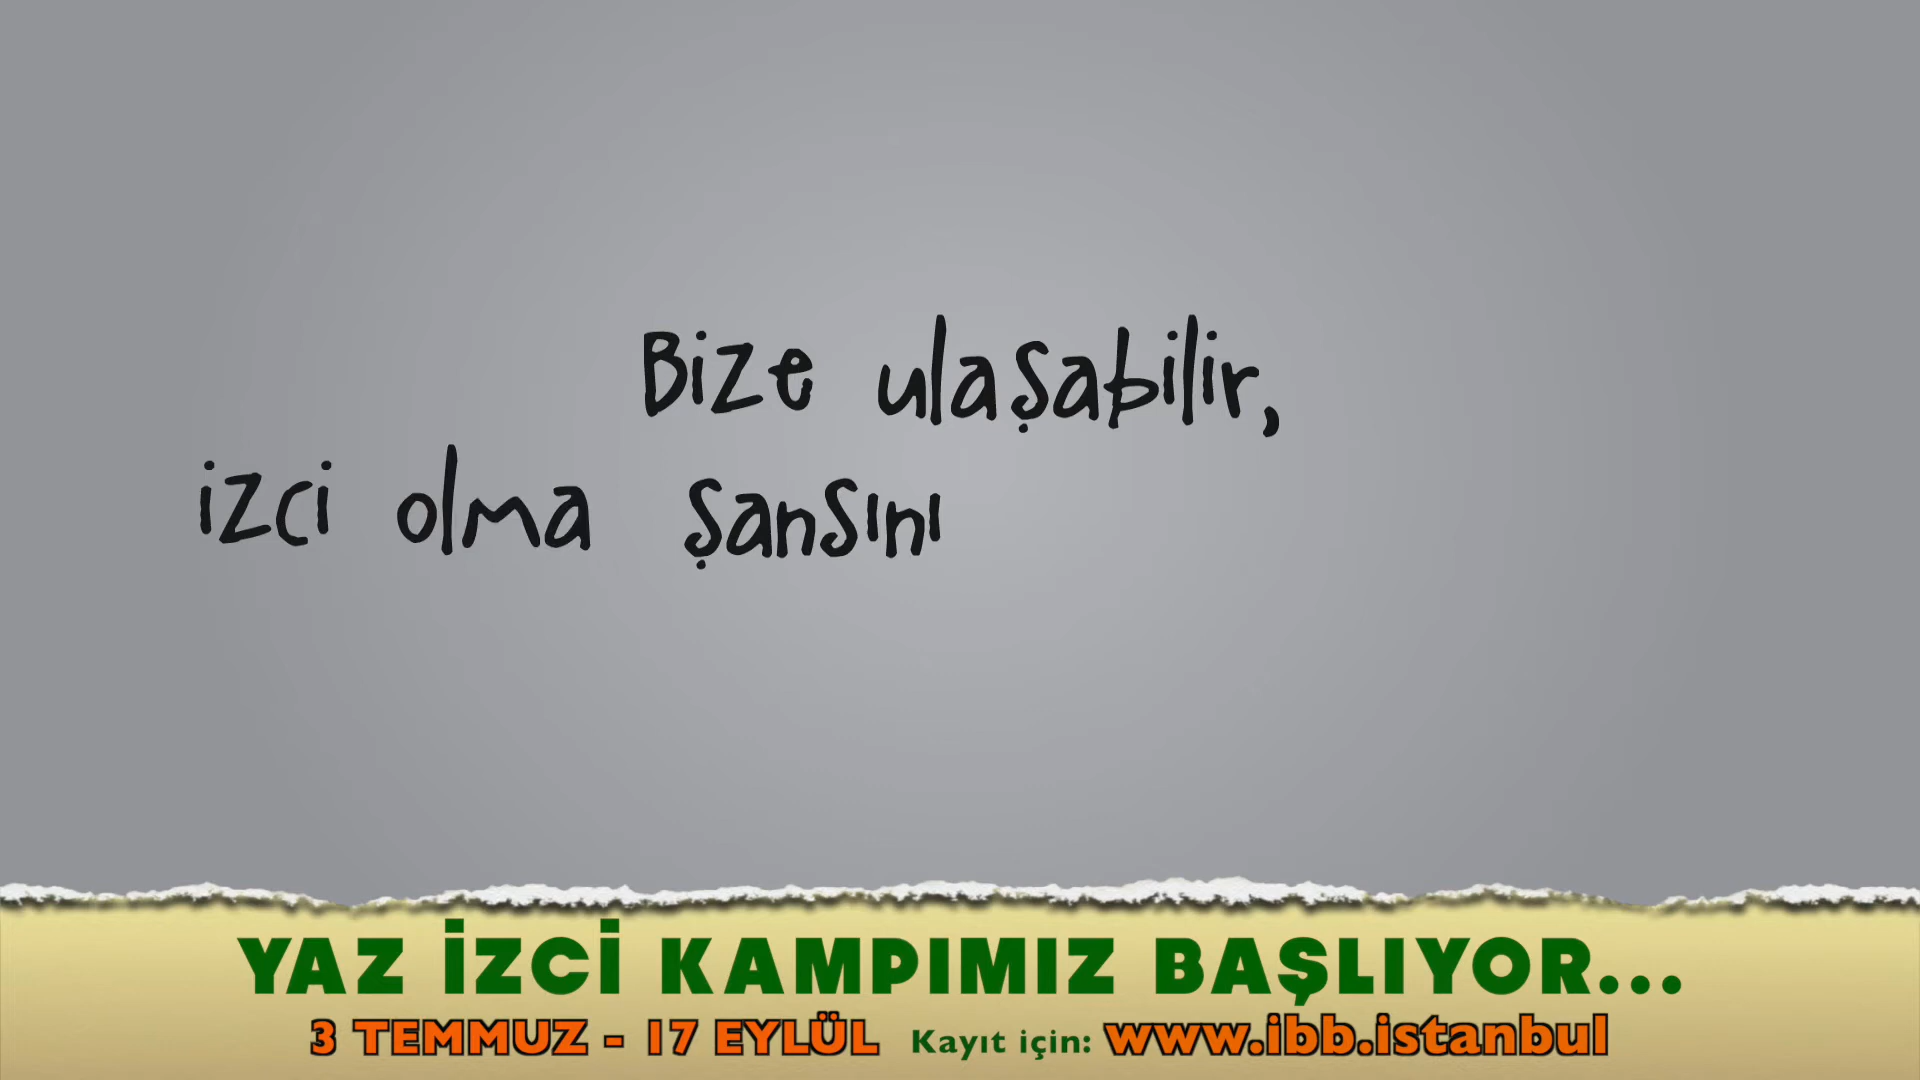 Bize ulaşabilir,
izci olma şansını
YAZ İZCİ KAMPIMIZ BAŞLIYOR...
3 TEMMUZ - 17 EYLÜL Kayıt için: www.ibb.istanbul